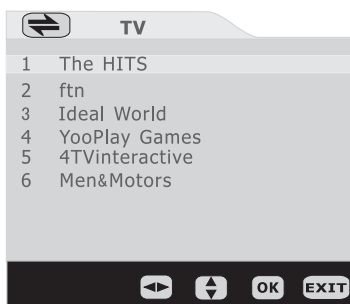 TV
1 The HITS
2 ftn
3 Ideal World
4 YooPlay Games
5 4TVinteractive
6 Men&Motors
OK EXIT